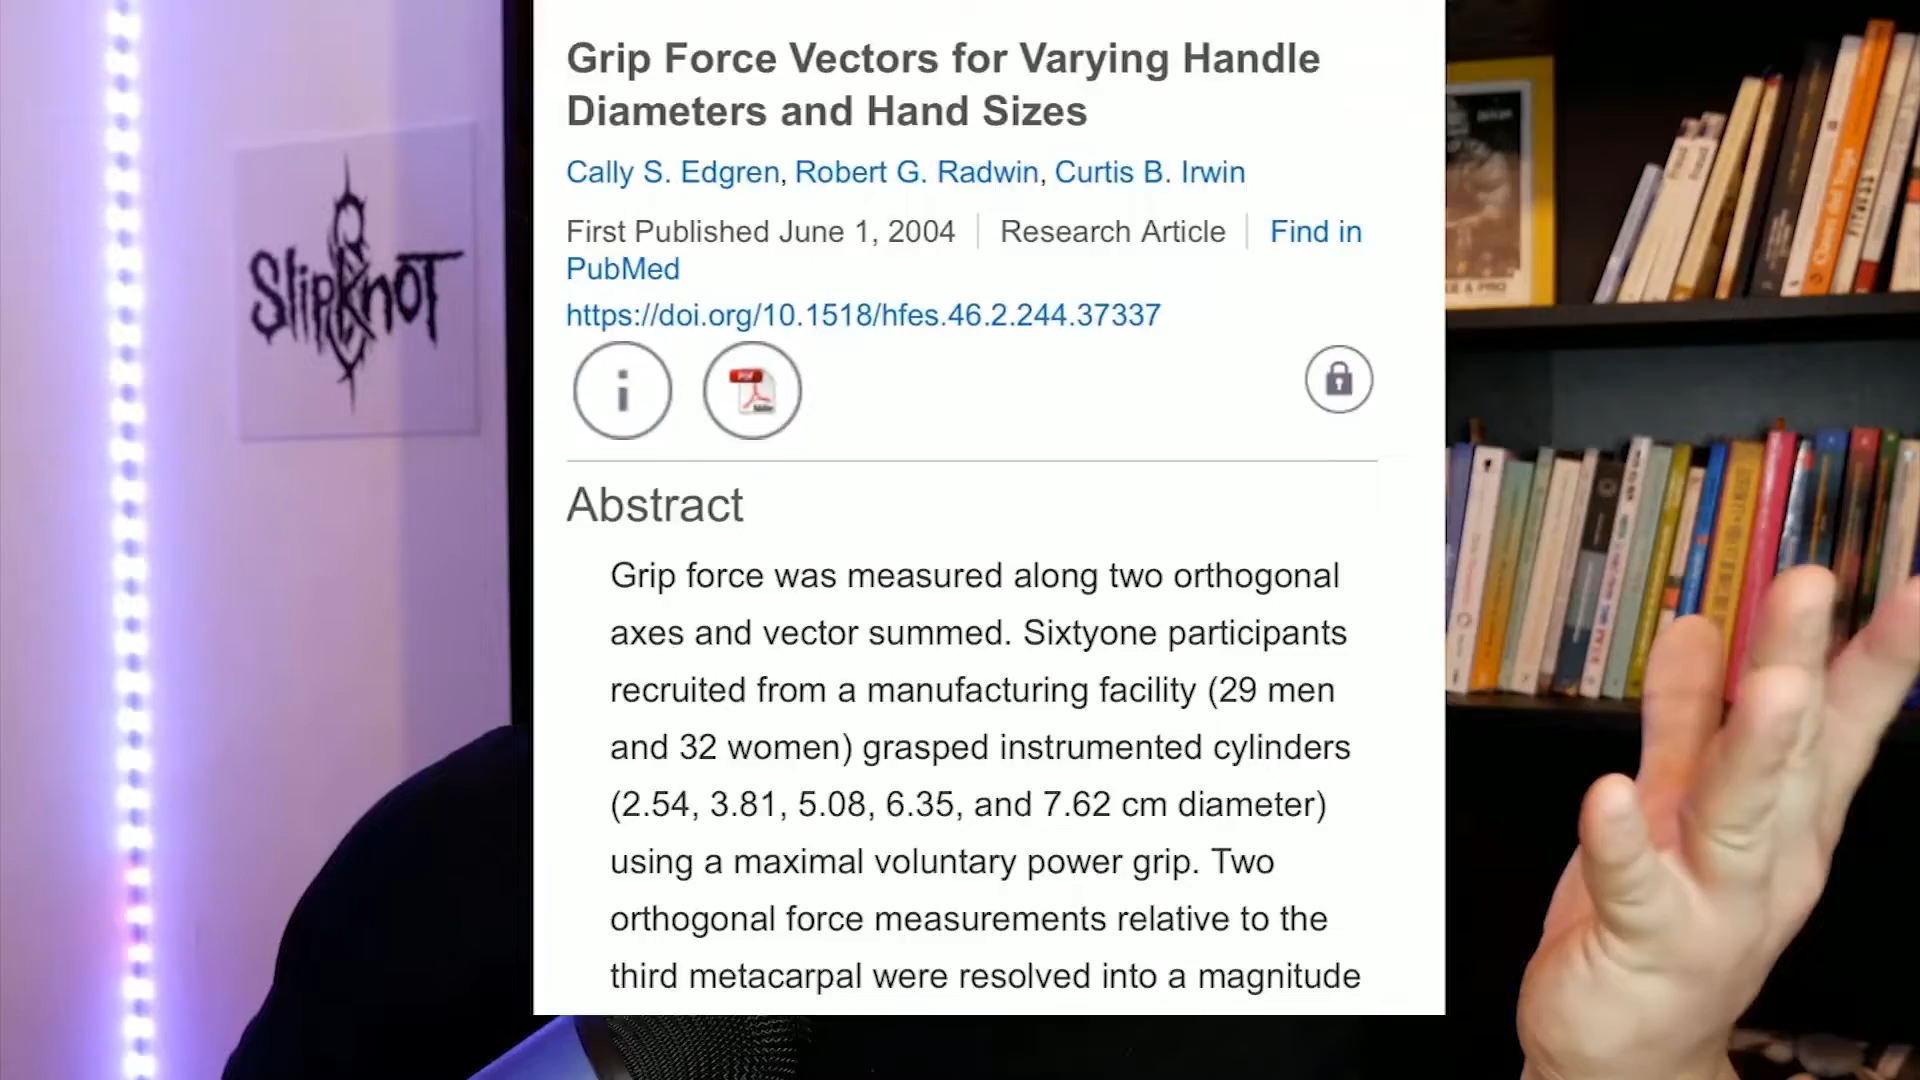 Grip Force Vectors for Varying Handle
Diameters and Hand Sizes
Cally S. Edgren, Robert G. Radwin, Curtis B. Irwin
First Published June 1, 2004 | Research Article | Find in
PubMed
https://doi.org/10.1518/hfes.46.2.244.37337
i
PDF
Abstract
Grip force was measured along two orthogonal
axes and vector summed. Sixtyone participants
recruited from a manufacturing facility (29 men
and 32 women) grasped instrumented cylinders
(2.54, 3.81, 5.08, 6.35, and 7.62 cm diameter)
using a maximal voluntary power grip. Two
orthogonal force measurements relative to the
third metacarpal were resolved into a magnitude
SlipKnoT